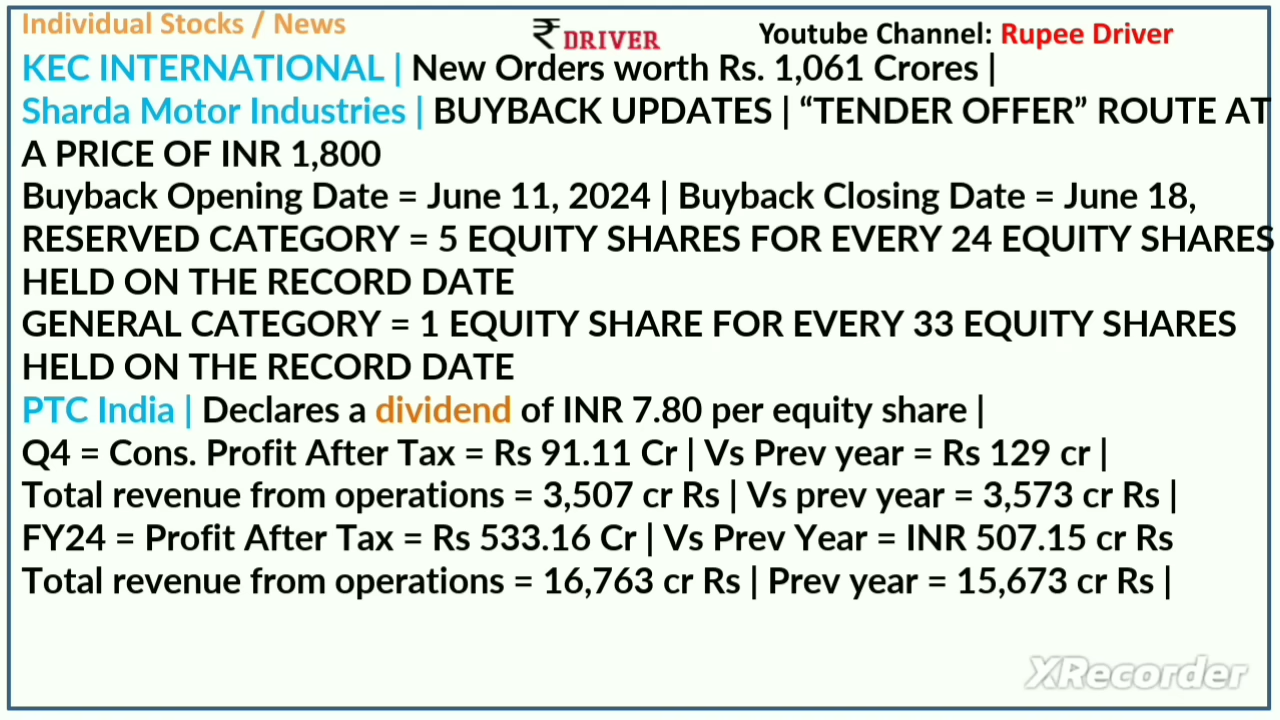 Individual Stocks / News
₹DRIVER
Youtube Channel: Rupee Driver
KEC INTERNATIONAL | New Orders worth Rs. 1,061 Crores |
Sharda Motor Industries | BUYBACK UPDATES | “TENDER OFFER” ROUTE AT
A PRICE OF INR 1,800
Buyback Opening Date = June 11, 2024 | Buyback Closing Date = June 18,
RESERVED CATEGORY = 5 EQUITY SHARES FOR EVERY 24 EQUITY SHARES
HELD ON THE RECORD DATE
GENERAL CATEGORY = 1 EQUITY SHARE FOR EVERY 33 EQUITY SHARES
HELD ON THE RECORD DATE
PTC India | Declares a dividend of INR 7.80 per equity share |
Q4 = Cons. Profit After Tax = Rs 91.11 Cr | Vs Prev year = Rs 129 cr |
Total revenue from operations = 3,507 cr Rs | Vs prev year = 3,573 cr Rs |
FY24 = Profit After Tax = Rs 533.16 Cr | Vs Prev Year = INR 507.15 cr Rs
Total revenue from operations = 16,763 cr Rs | Prev year = 15,673 cr Rs |
XRecorder